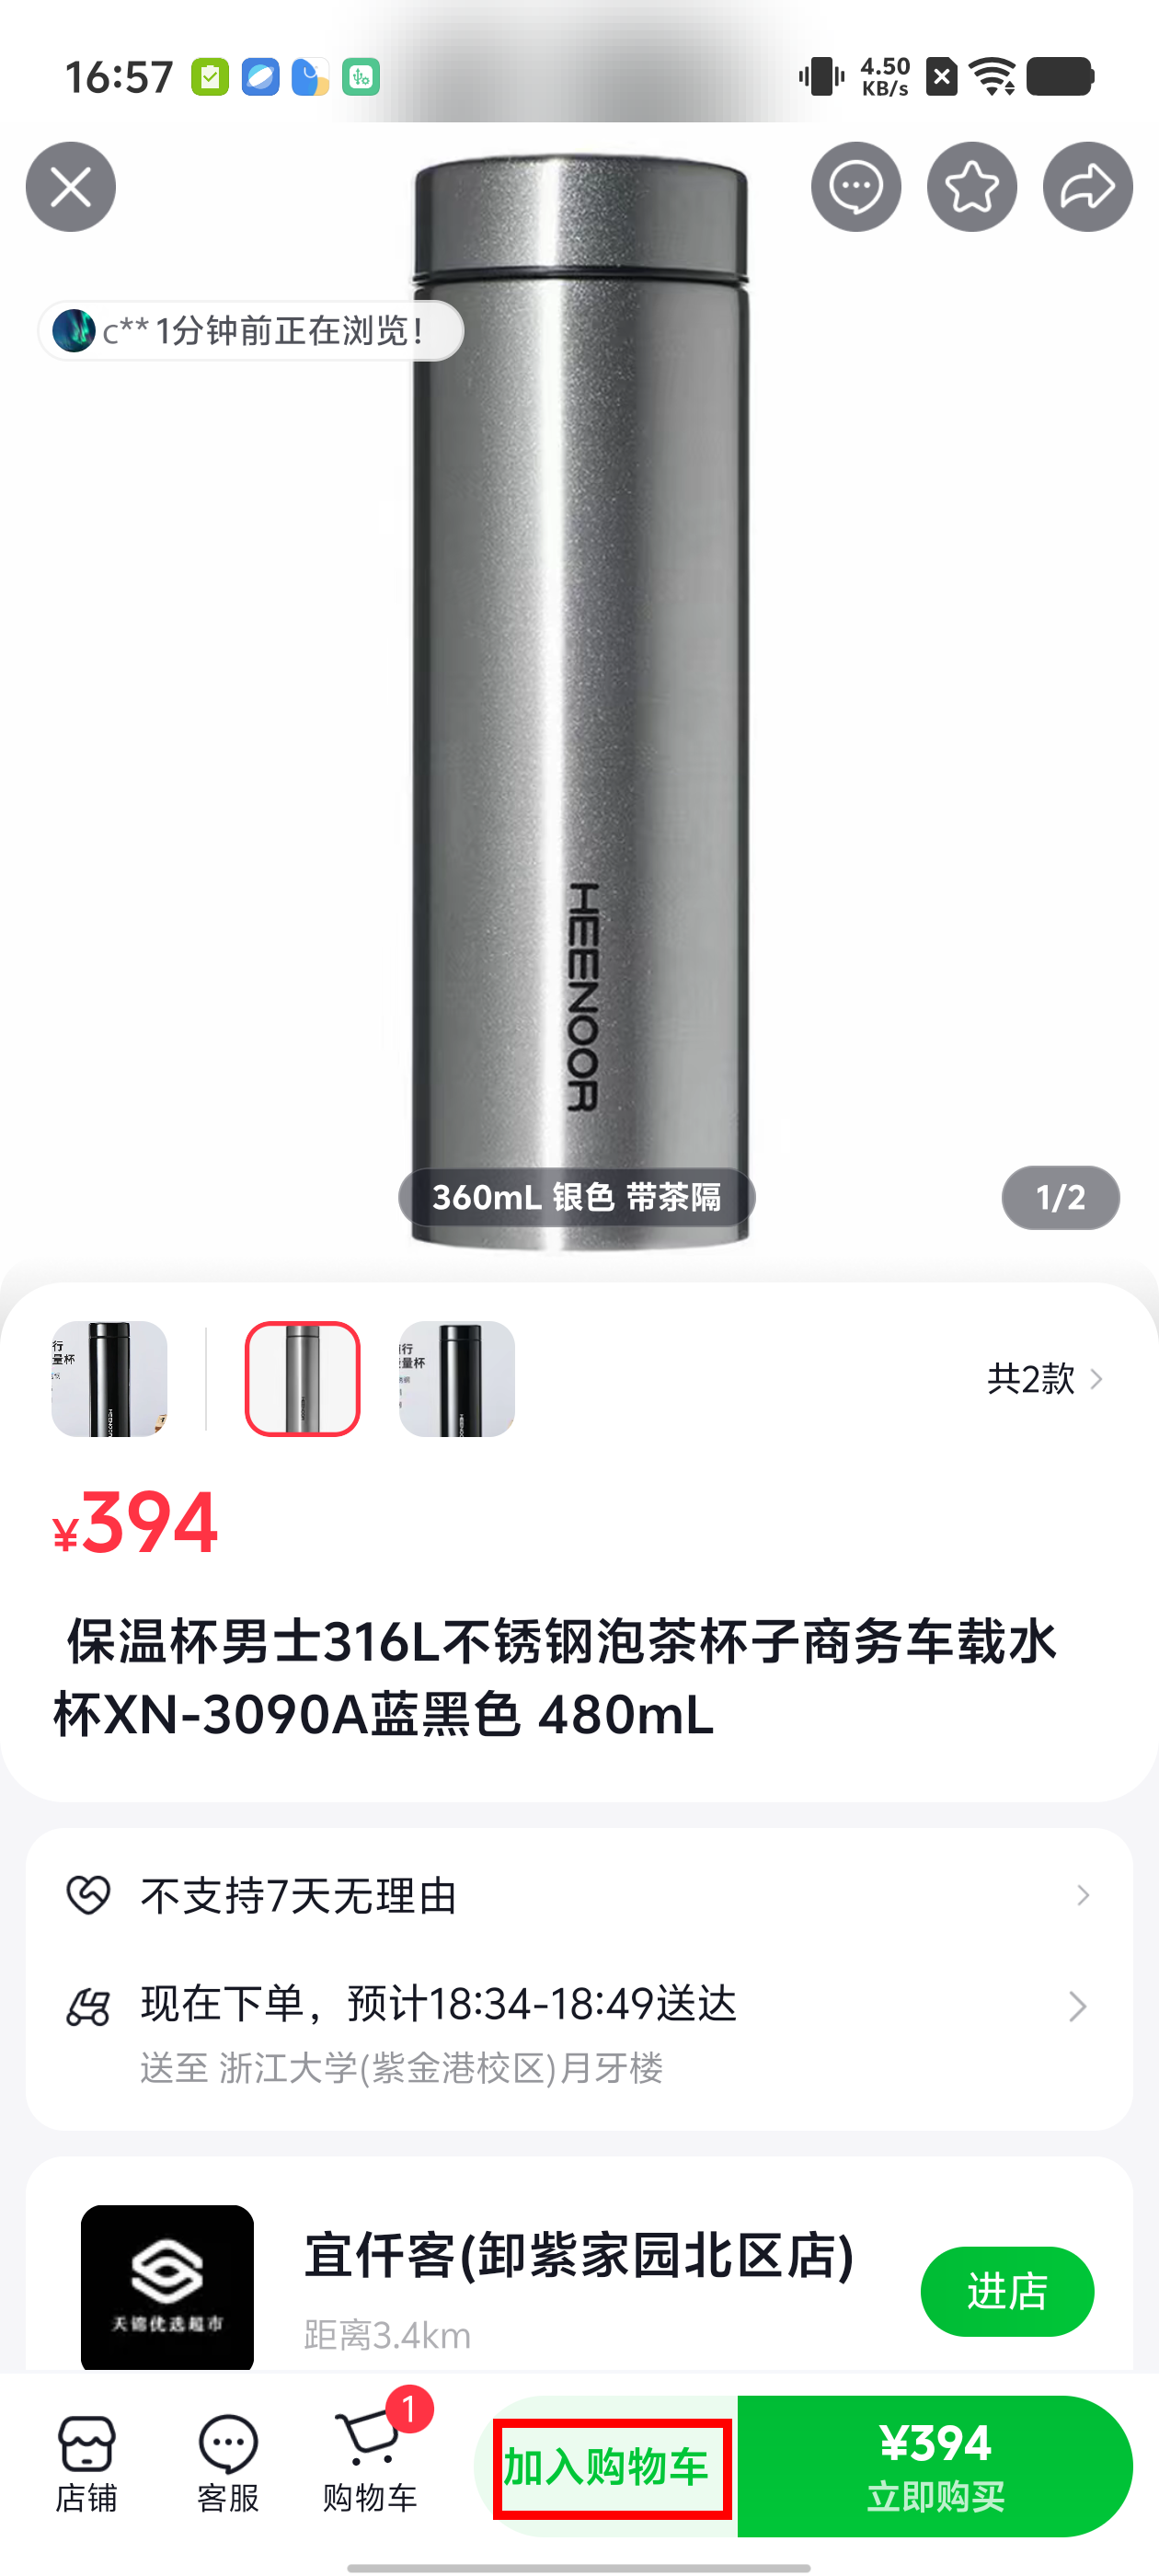 16:57
4.50
KB/s
c** 1分钟前正在浏览!
HEENOOR
360mL 银色 带茶隔
1/2
共2款
¥394
保温杯男士316L不锈钢泡茶杯子商务车载水
杯XN-3090A蓝黑色 480mL
不支持7天无理由
现在下单，预计18:34-18:49送达
送至 浙江大学(紫金港校区)月牙楼
天锦优选超市
宜仟客(卸紫家园北区店)
距离3.4km
进店
店铺
客服
1
购物车
加入购物车
¥394
立即购买